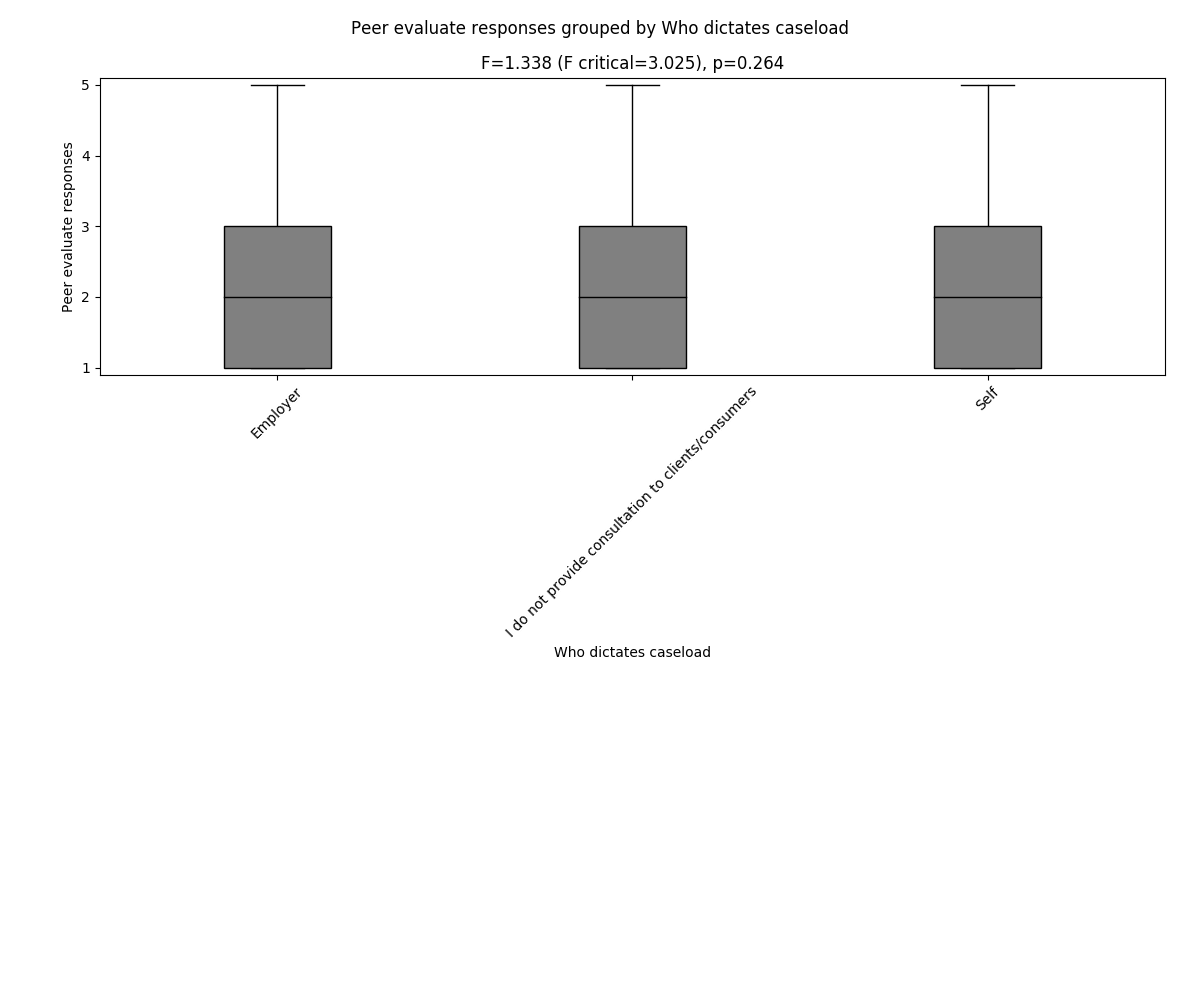 Peer evaluate responses grouped by Who dictates caseload
F=1.338 (F critical=3.025), p=0.264
5
4
3
2
1
Peer evaluate responses
Employer
I do not provide consultation to clients/consumers
Self
Who dictates caseload